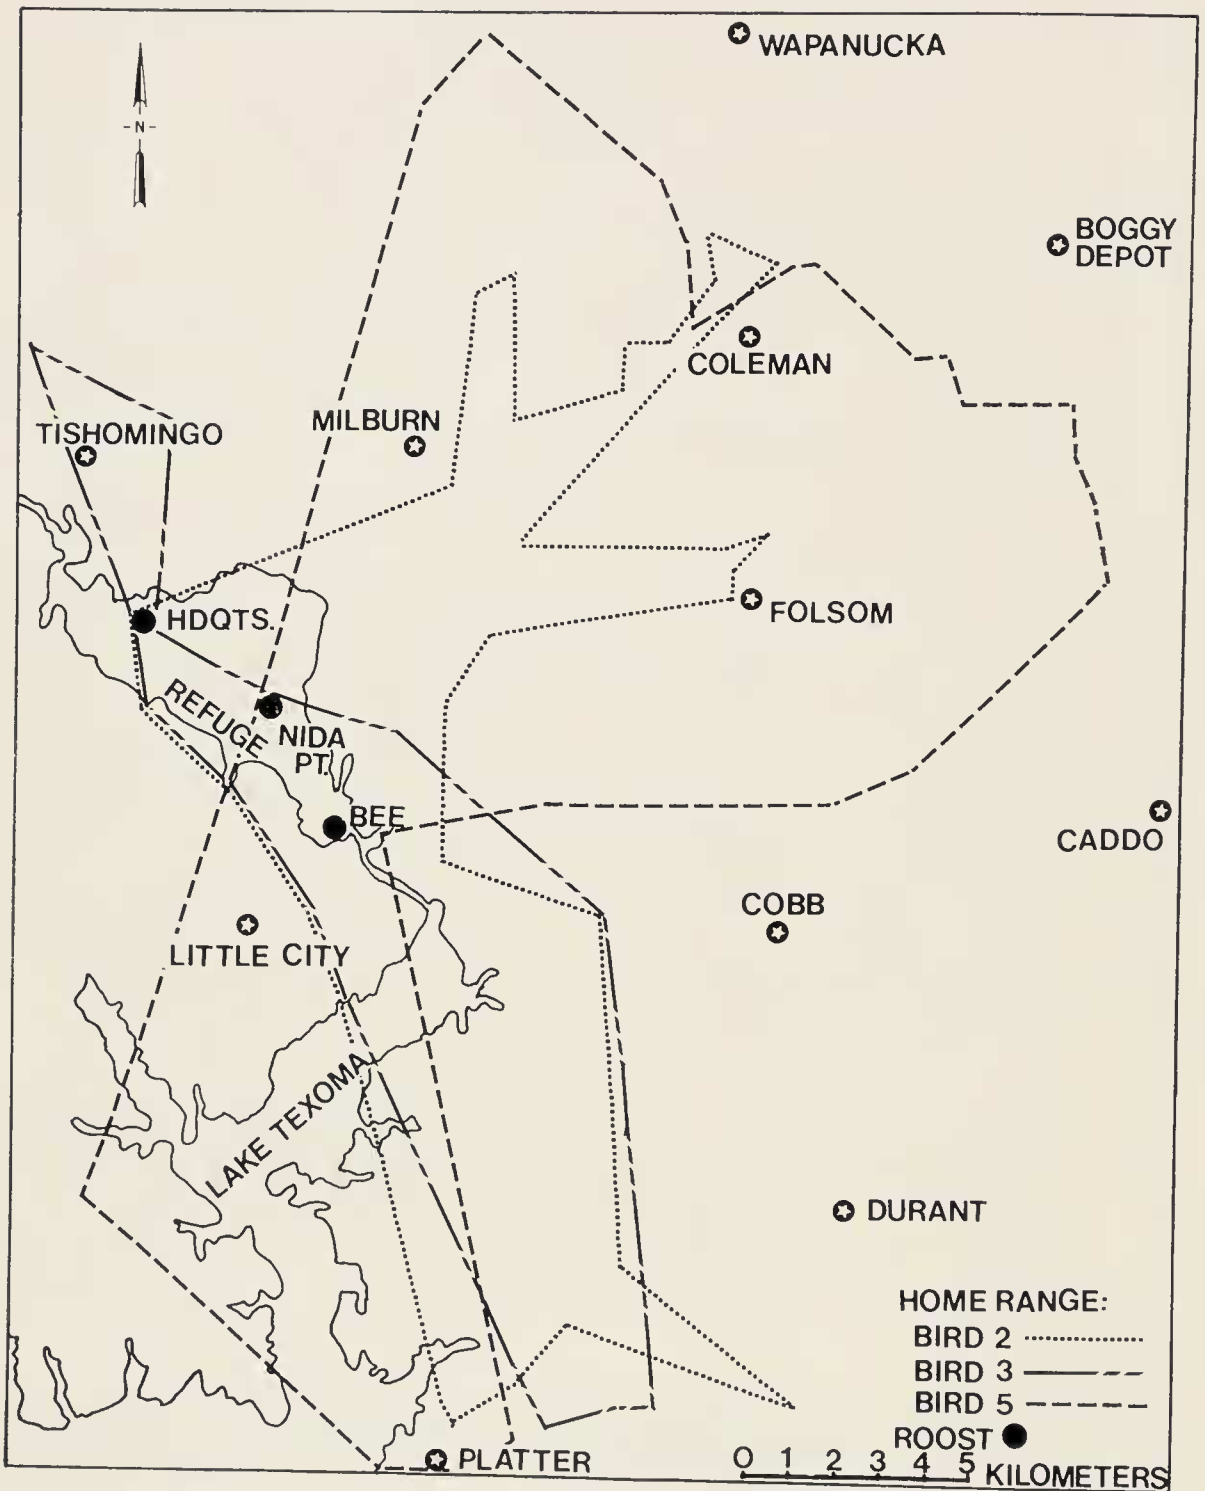 WAPANUCKA
-N-
BOGGY
DEPOT
COLEMAN
MILBURN
TISHOMINGO
HDQTS.
FOLSOM
REFUGE
NIDA
PT.
BEE
CADDO
COBB
LITTLE CITY
LAKE TEXOMA
DURANT
HOME RANGE:
BIRD 2
BIRD 3
BIRD 5
ROOST
PLATTER
0 1 2 3 4 5
KILOMETERS